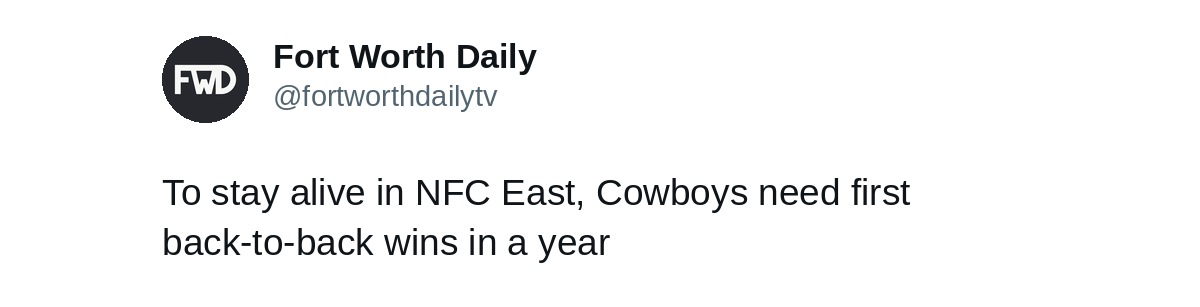 FWD
Fort Worth Daily
@fortworthdailytv
To stay alive in NFC East, Cowboys need first
back-to-back wins in a year